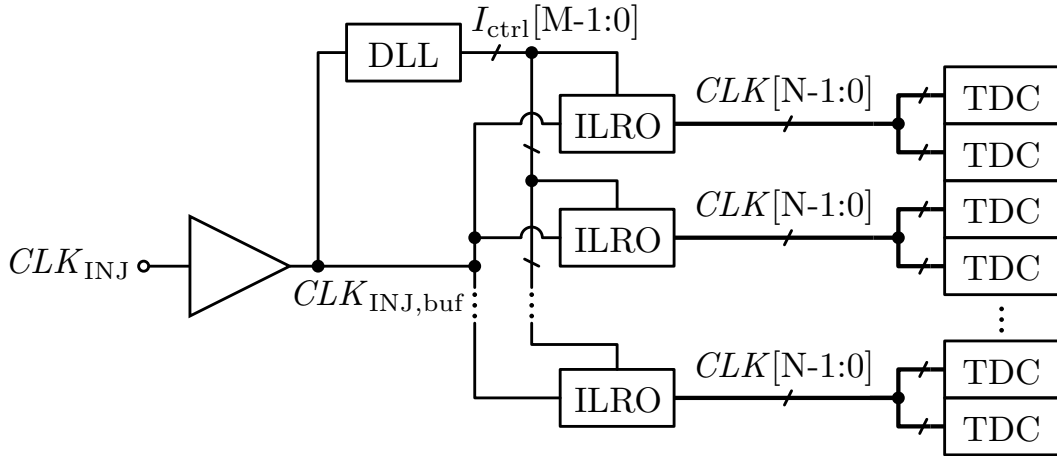 I_ctrl[M-1:0]
DLL
CLK[N-1:0]
TDC
ILRO
TDC
CLK[N-1:0]
TDC
ILRO
TDC
CLK_INJ
CLK_INJ,buf
CLK[N-1:0]
TDC
ILRO
TDC